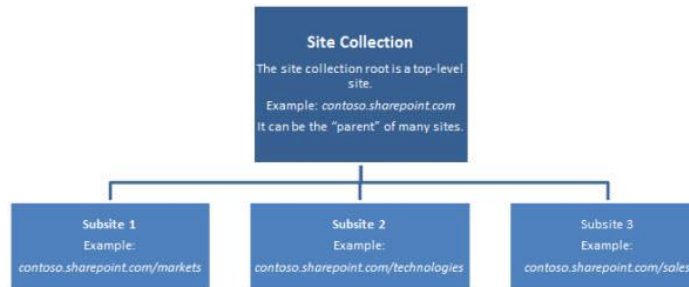 Site Collection
The site collection root is a top-level
site.
Example: contoso.sharepoint.com
It can be the “parent” of many sites.
Subsite 1
Example:
contoso.sharepoint.com/markets
Subsite 2
Example:
contoso.sharepoint.com/technologies
Subsite 3
Example:
contoso.sharepoint.com/sales